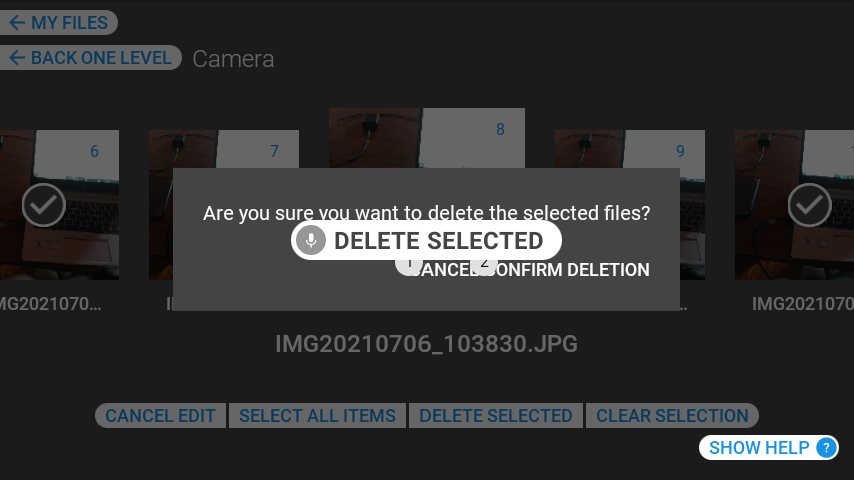 MY FILES
BACK ONE LEVEL Camera
6 7 8 9
Are you sure you want to delete the selected files?
DELETE SELECTED
1 2
CANCEL CONFIRM DELETION
IMG20210706_103830.JPG
CANCEL EDIT SELECT ALL ITEMS DELETE SELECTED CLEAR SELECTION
SHOW HELP ?